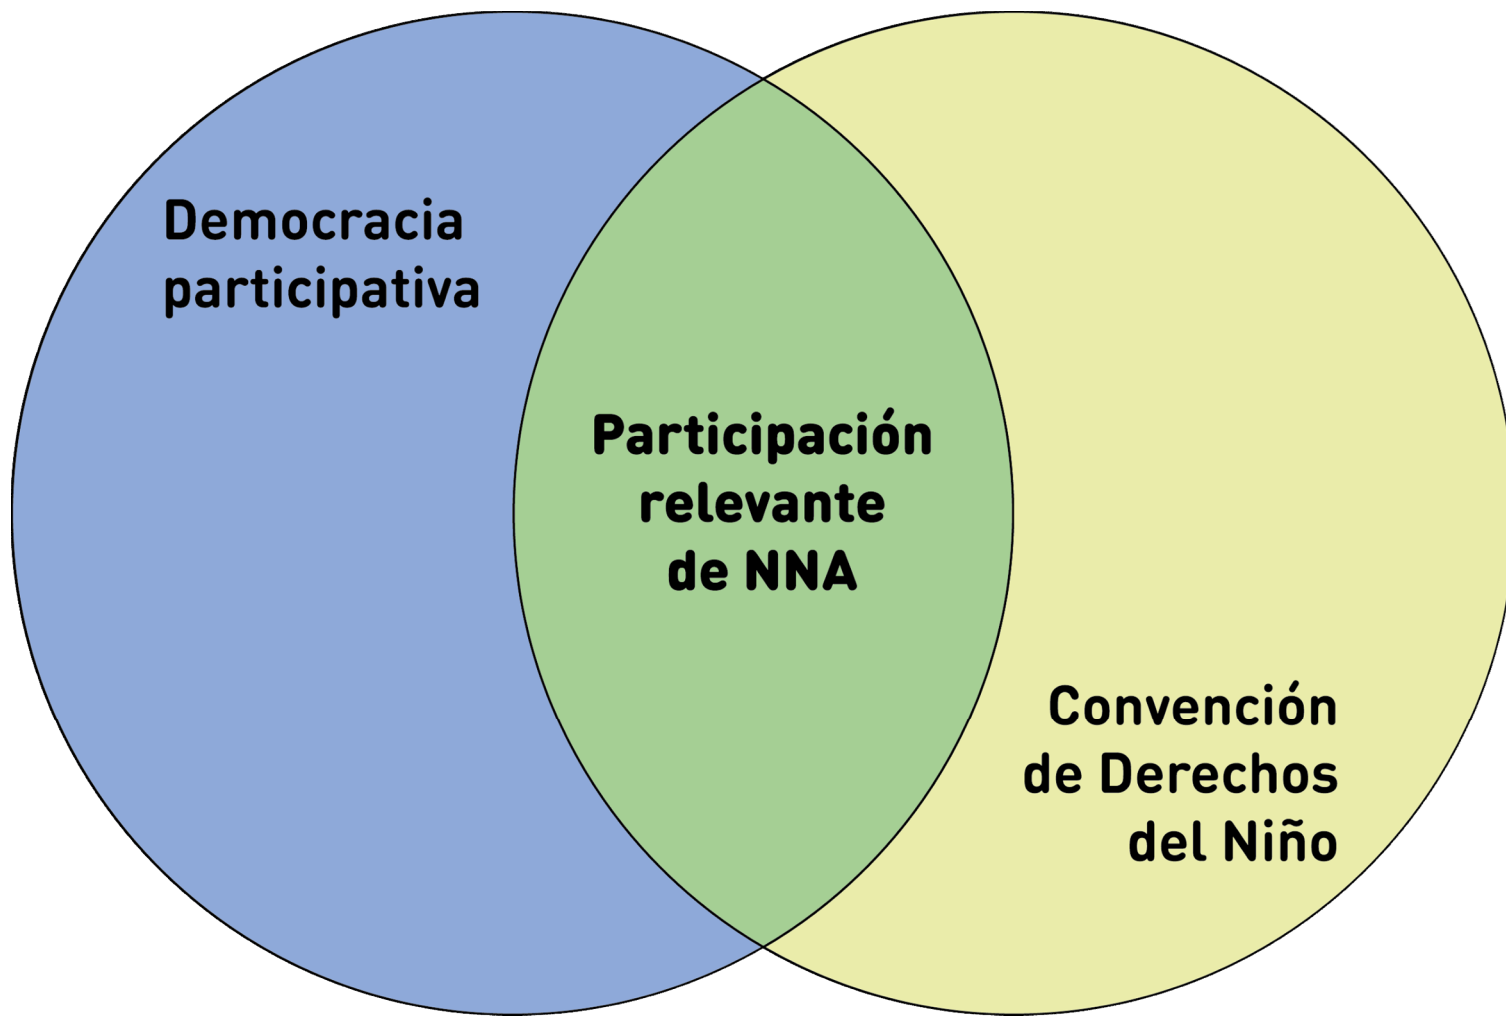 Democracia
participativa
Participación
relevante
de NNA
Convención
de Derechos
del Niño